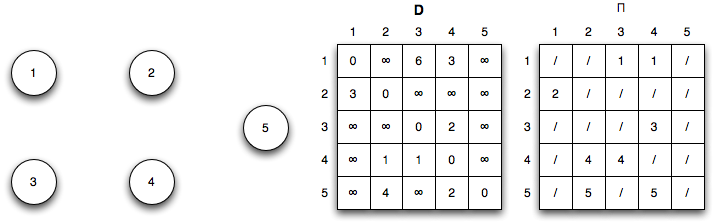 1 2
5
3 4
D
1 2 3 4 5
1 0 ∞ 6 3 ∞
2 3 0 ∞ ∞ ∞
3 ∞ ∞ 0 2 ∞
4 ∞ 1 1 0 ∞
5 ∞ 4 ∞ 2 0
Π
1 2 3 4 5
1 / / 1 1 /
2 2 / / / /
3 / / / 3 /
4 / 4 4 / /
5 / 5 / 5 /